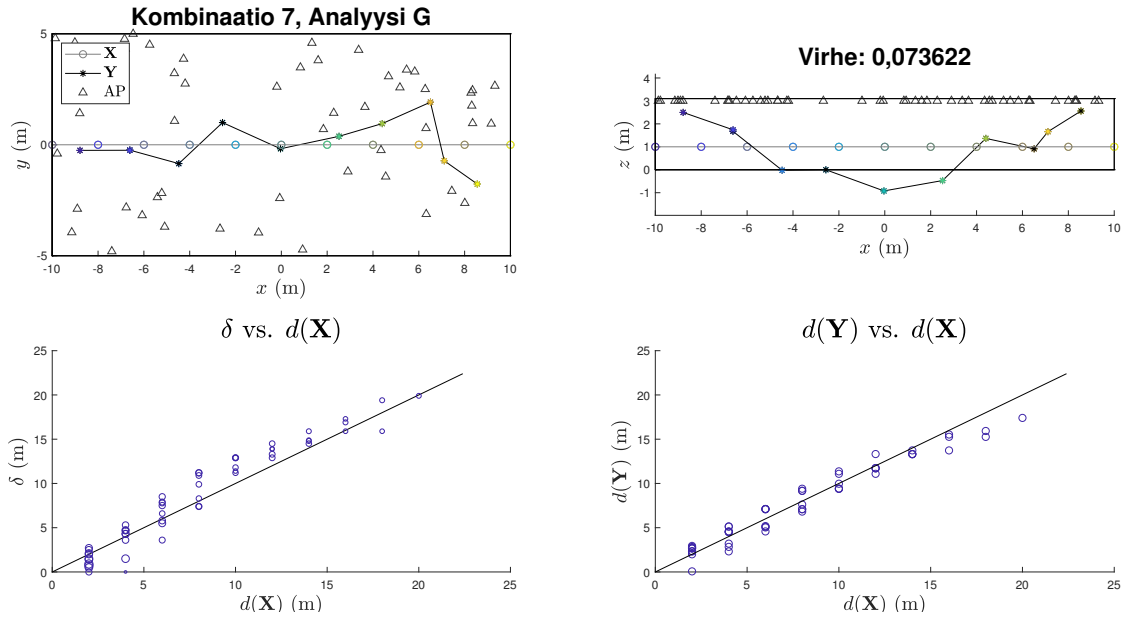 Kombinaatio 7, Analyysi G
5
0
-5
y (m)
X
Y
AP
-10 -8 -6 -4 -2 0 2 4 6 8 10
x (m)
Virhe: 0,073622
4
3
2
1
0
-1
z (m)
-10 -8 -6 -4 -2 0 2 4 6 8 10
x (m)
δ vs. d(X)
25
20
15
10
5
0
δ (m)
0 5 10 15 20 25
d(X) (m)
d(Y) vs. d(X)
25
20
15
10
5
0
d(Y) (m)
0 5 10 15 20 25
d(X) (m)